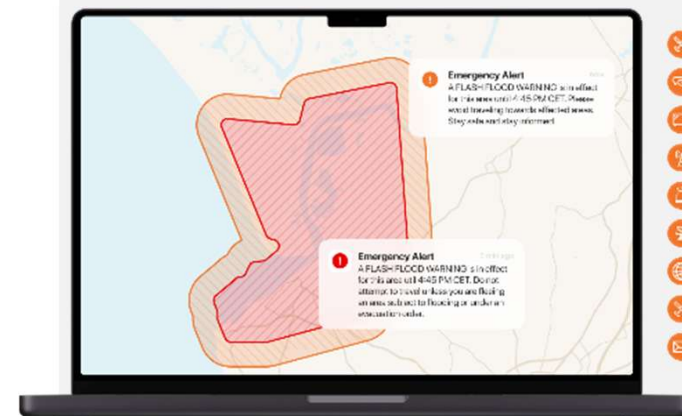 Emergency Alert
A FLASH FLOOD WARNING is in effect
for this area until 4:45 PM CET. Please
avoid traveling towards affected areas.
Stay safe and stay informed.
Emergency Alert
A FLASH FLOOD WARNING is in effect
for this area util 4:45 PM CET. Do not
attempt to travel unless you are fleeing
an area subject to flooding or under an
evacuation order.